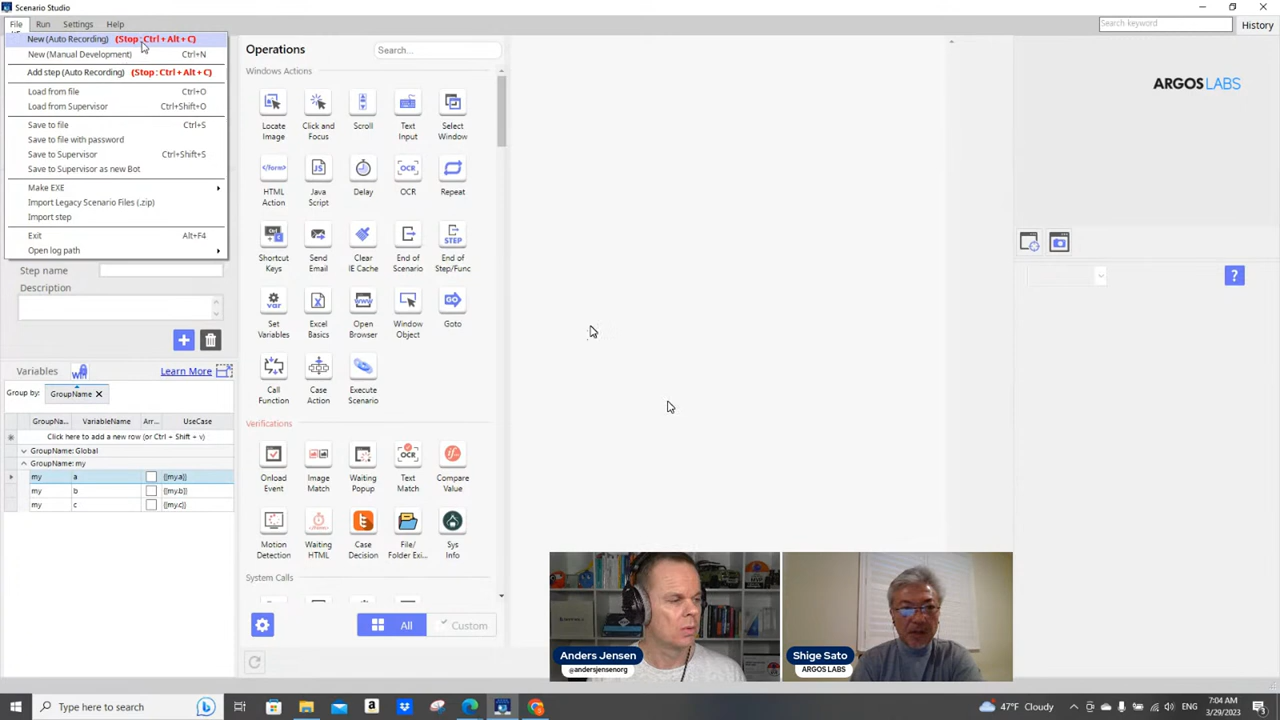 Scenario Studio
File
Run
Settings
Help
Search keyword
History
New (Auto Recording) (Stop : Ctrl + Alt + C)
New (Manual Development) Ctrl+N
Add step (Auto Recording) (Stop : Ctrl + Alt + C)
Load from file Ctrl+O
Load from Supervisor Ctrl+Shift+O
Save to file Ctrl+S
Save to file with password
Save to Supervisor Ctrl+Shift+S
Save to Supervisor as new Bot
Make EXE
Import Legacy Scenario Files (.zip)
Import step
Exit Alt+F4
Open log path
Step name
Description
Variables
Learn More
Group by:
GroupName
GroupNa... VariableName Arr... UseCase
Click here to add a new row (or Ctrl + Shift + v)
GroupName: Global
GroupName: my
my a {{my.a}}
my b {{my.b}}
my c {{my.c}}
Operations
Search...
Windows Actions
Locate Image
Click and Focus
Scroll
Text Input
Select Window
HTML Action
Java Script
Delay
OCR
Repeat
Shortcut Keys
Send Email
Clear IE Cache
End of Scenario
End of Step/Func
Set Variables
Excel Basics
Open Browser
Window Object
Goto
Call Function
Case Action
Execute Scenario
Verifications
Onload Event
Image Match
Waiting Popup
Text Match
Compare Value
Motion Detection
Waiting HTML
Case Decision
File/ Folder Exi...
Sys Info
System Calls
All
Custom
ARGOS LABS
?
Anders Jensen
@andersjensenorg
Shige Sato
ARGOS LABS
Type here to search
47°F Cloudy
ENG
7:04 AM
3/29/2023